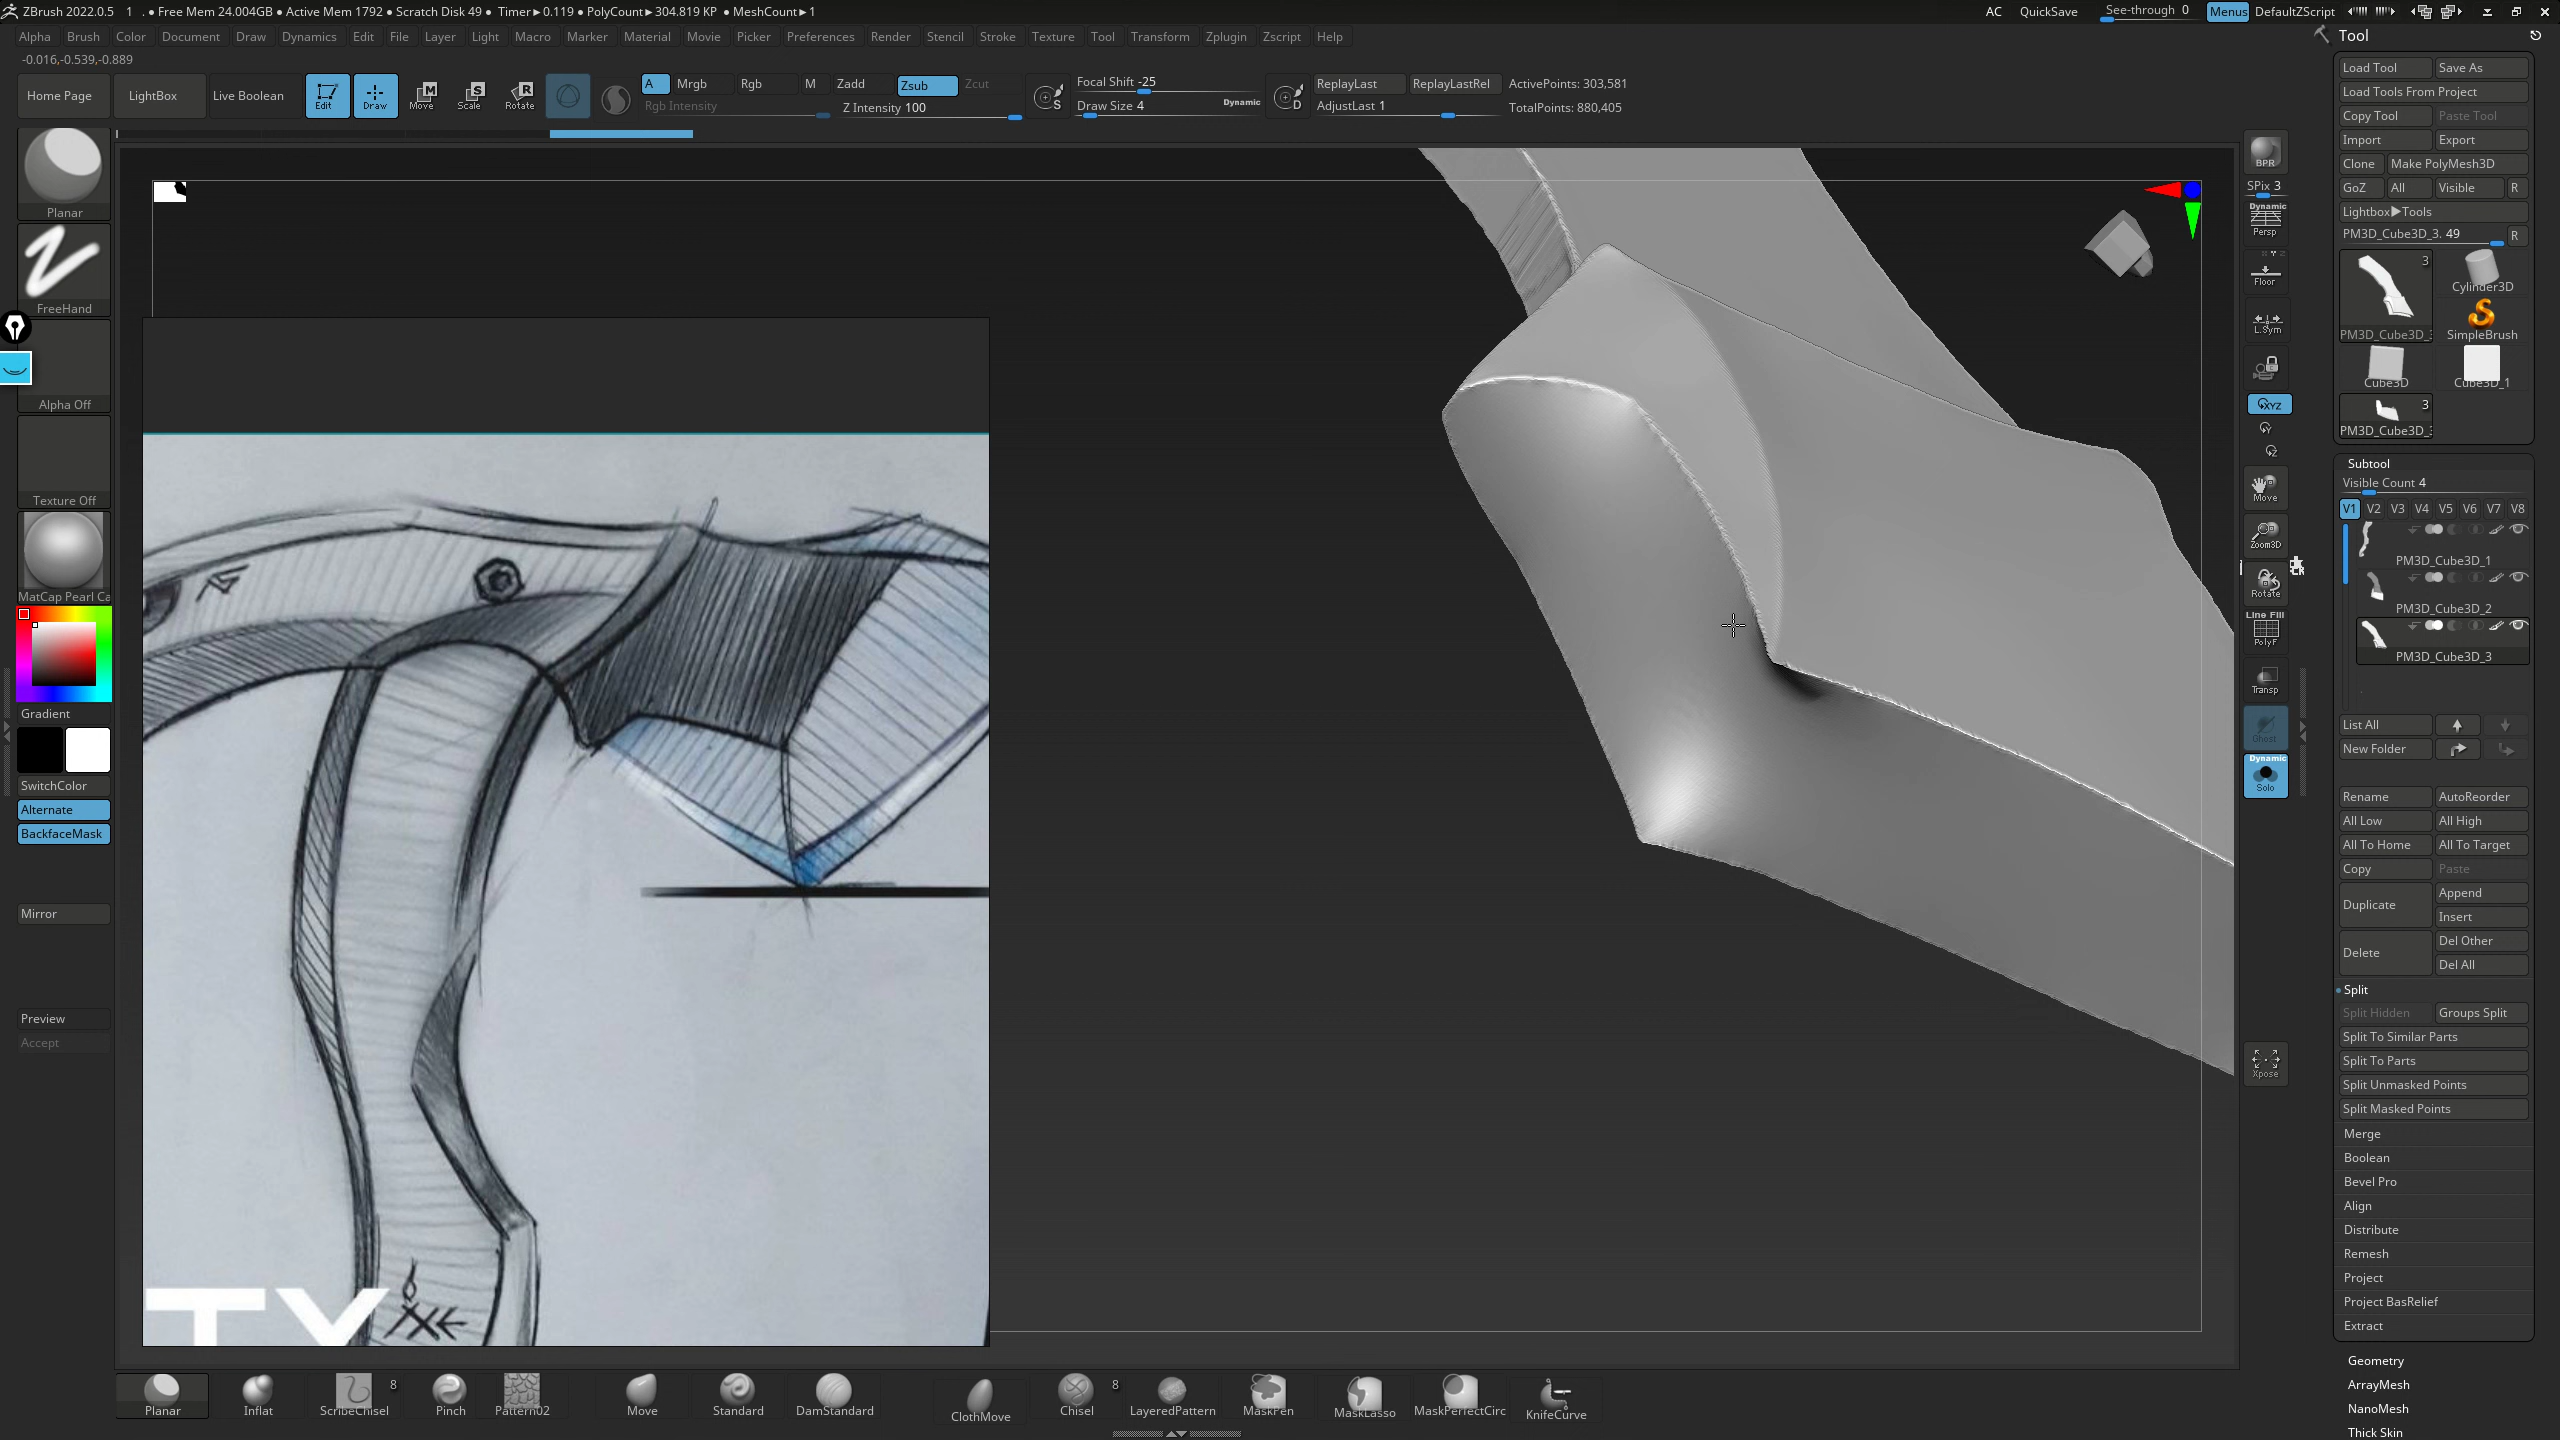 ZBrush 2022.0.5 1 . ● Free Mem 24.004GB ● Active Mem 1792 ● Scratch Disk 49 ● Timer►0.119 ● PolyCount►304.819 KP ● MeshCount►1
AC QuickSave See-through 0 Menus DefaultZScript
Alpha Brush Color Document Draw Dynamics Edit File Layer Light Macro Marker Material Movie Picker Preferences Render Stencil Stroke Texture Tool Transform Zplugin Zscript Help
-0.016,-0.539,-0.889
Home Page LightBox Live Boolean Edit Draw Move Scale Rotate
A Mrgb Rgb M Zadd Zsub Zcut
Rgb Intensity Z Intensity 100
Focal Shift -25
Draw Size 4 Dynamic
ReplayLast ReplayLastRel
AdjustLast 1
ActivePoints: 303,581
TotalPoints: 880,405
Planar
FreeHand
Alpha Off
Texture Off
MatCap Pearl Ca
Gradient
SwitchColor
Alternate
BackfaceMask
Mirror
Preview
Accept
TY
BPR
SPix 3
Dynamic
Persp
Floor
L.Sym
XYZ
Y
Z
Move
Zoom3D
Rotate
Line Fill
PolyF
Transp
Ghost
Dynamic
Solo
Xpose
Tool
Load Tool Save As
Load Tools From Project
Copy Tool Paste Tool
Import Export
Clone Make PolyMesh3D
GoZ All Visible R
Lightbox►Tools
PM3D_Cube3D_3. 49 R
3
Cylinder3D
PM3D_Cube3D_3 SimpleBrush
Cube3D Cube3D_1
3
PM3D_Cube3D_3
Subtool
Visible Count 4
V1 V2 V3 V4 V5 V6 V7 V8
PM3D_Cube3D_1
PM3D_Cube3D_2
PM3D_Cube3D_3
List All
New Folder
Rename AutoReorder
All Low All High
All To Home All To Target
Copy Paste
Duplicate Append
Insert
Delete Del Other
Del All
Split
Split Hidden Groups Split
Split To Similar Parts
Split To Parts
Split Unmasked Points
Split Masked Points
Merge
Boolean
Bevel Pro
Align
Distribute
Remesh
Project
Project BasRelief
Extract
Geometry
ArrayMesh
NanoMesh
Thick Skin
8 8
Planar Inflat ScribeChisel Pinch Pattern02 Move Standard DamStandard ClothMove Chisel LayeredPattern MaskPen MaskLasso MaskPerfectCirc KnifeCurve